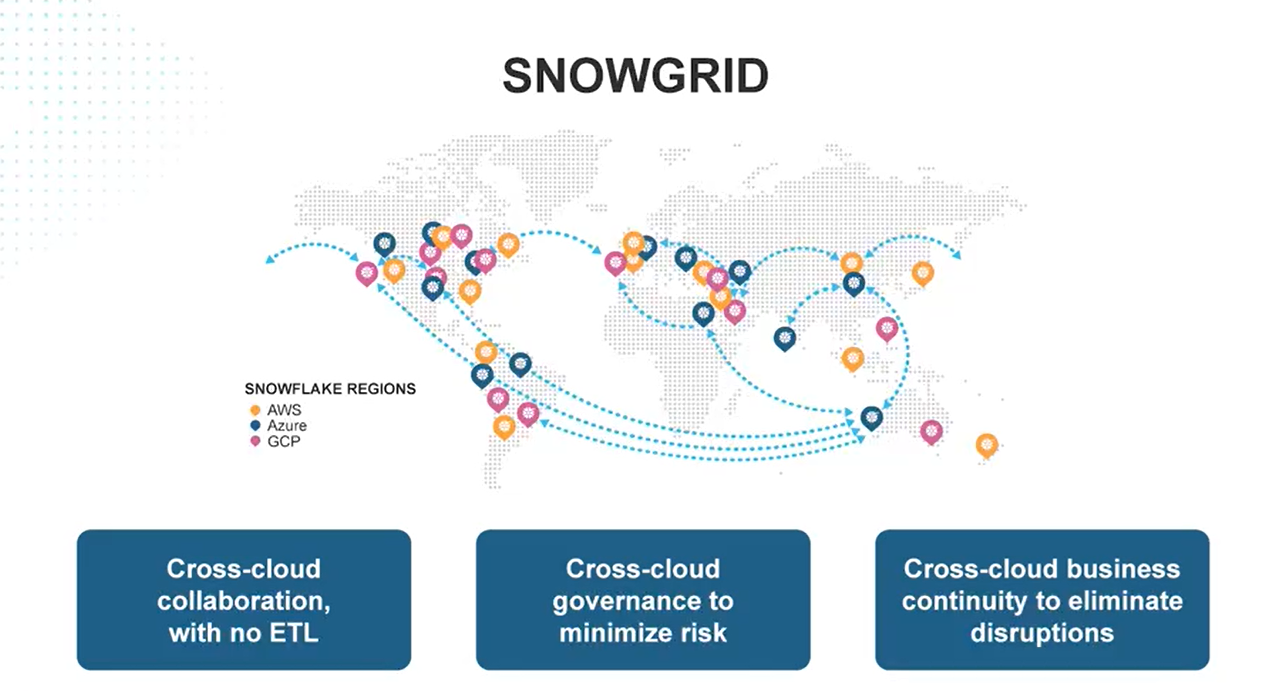 SNOWGRID
SNOWFLAKE REGIONS
AWS
Azure
GCP
Cross-cloud
collaboration,
with no ETL
Cross-cloud
governance to
minimize risk
Cross-cloud business
continuity to eliminate
disruptions